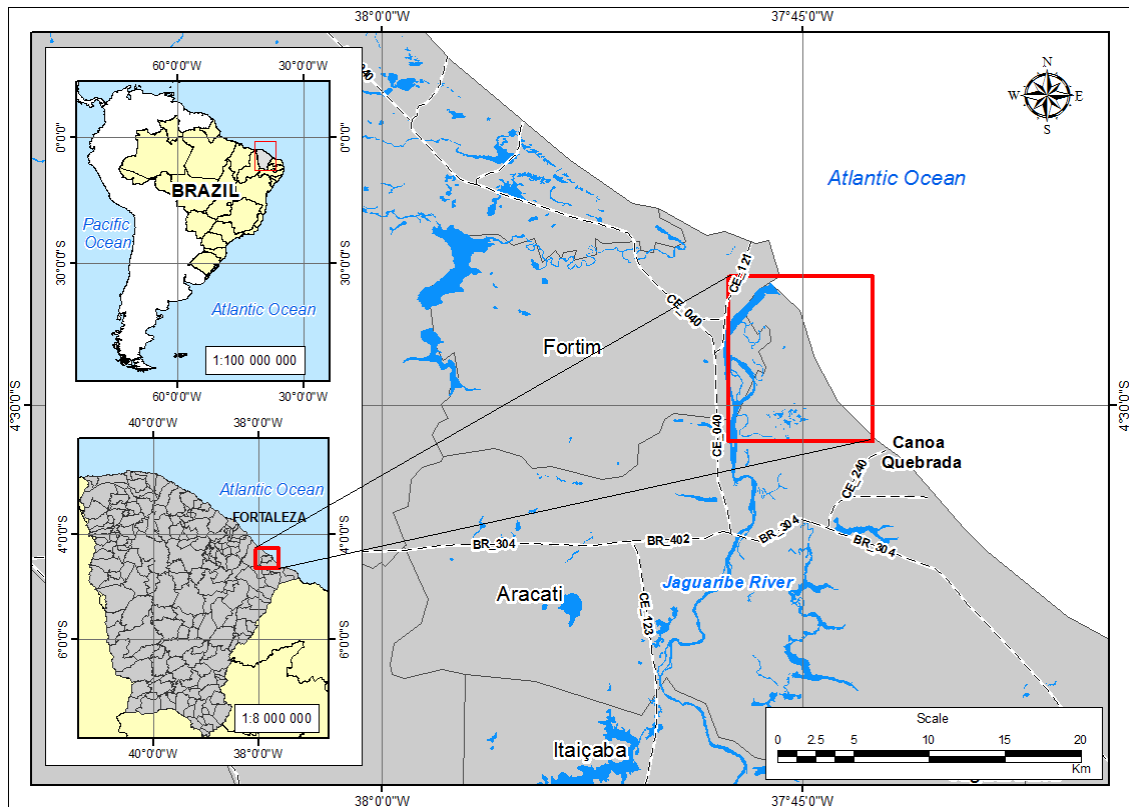 38°0'0"W
37°45'0"W
60°0'0"W
30°0'0"W
0°0'0"
0°0'0"
BRAZIL
Pacific
Ocean
30°0'0"S
30°0'0"S
Atlantic Ocean
1:100 000 000
60°0'0"W
30°0'0"W
40°0'0"W
38°0'0"W
Atlantic Ocean
FORTALEZA
4°0'0"S
4°0'0"S
6°0'0"S
6°0'0"S
1:8 000 000
40°0'0"W
38°0'0"W
N
W
E
S
Atlantic Ocean
CE_121
CE_040
Fortim
4°30'0"S
4°30'0"S
CE_040
Canoa
Quebrada
CE_240
BR_304
BR_402
BR_304
BR_304
Jaguaribe River
Aracati
CE_123
Itaiçaba
Scale
0 2.5 5 10 15 20
Km
38°0'0"W
37°45'0"W